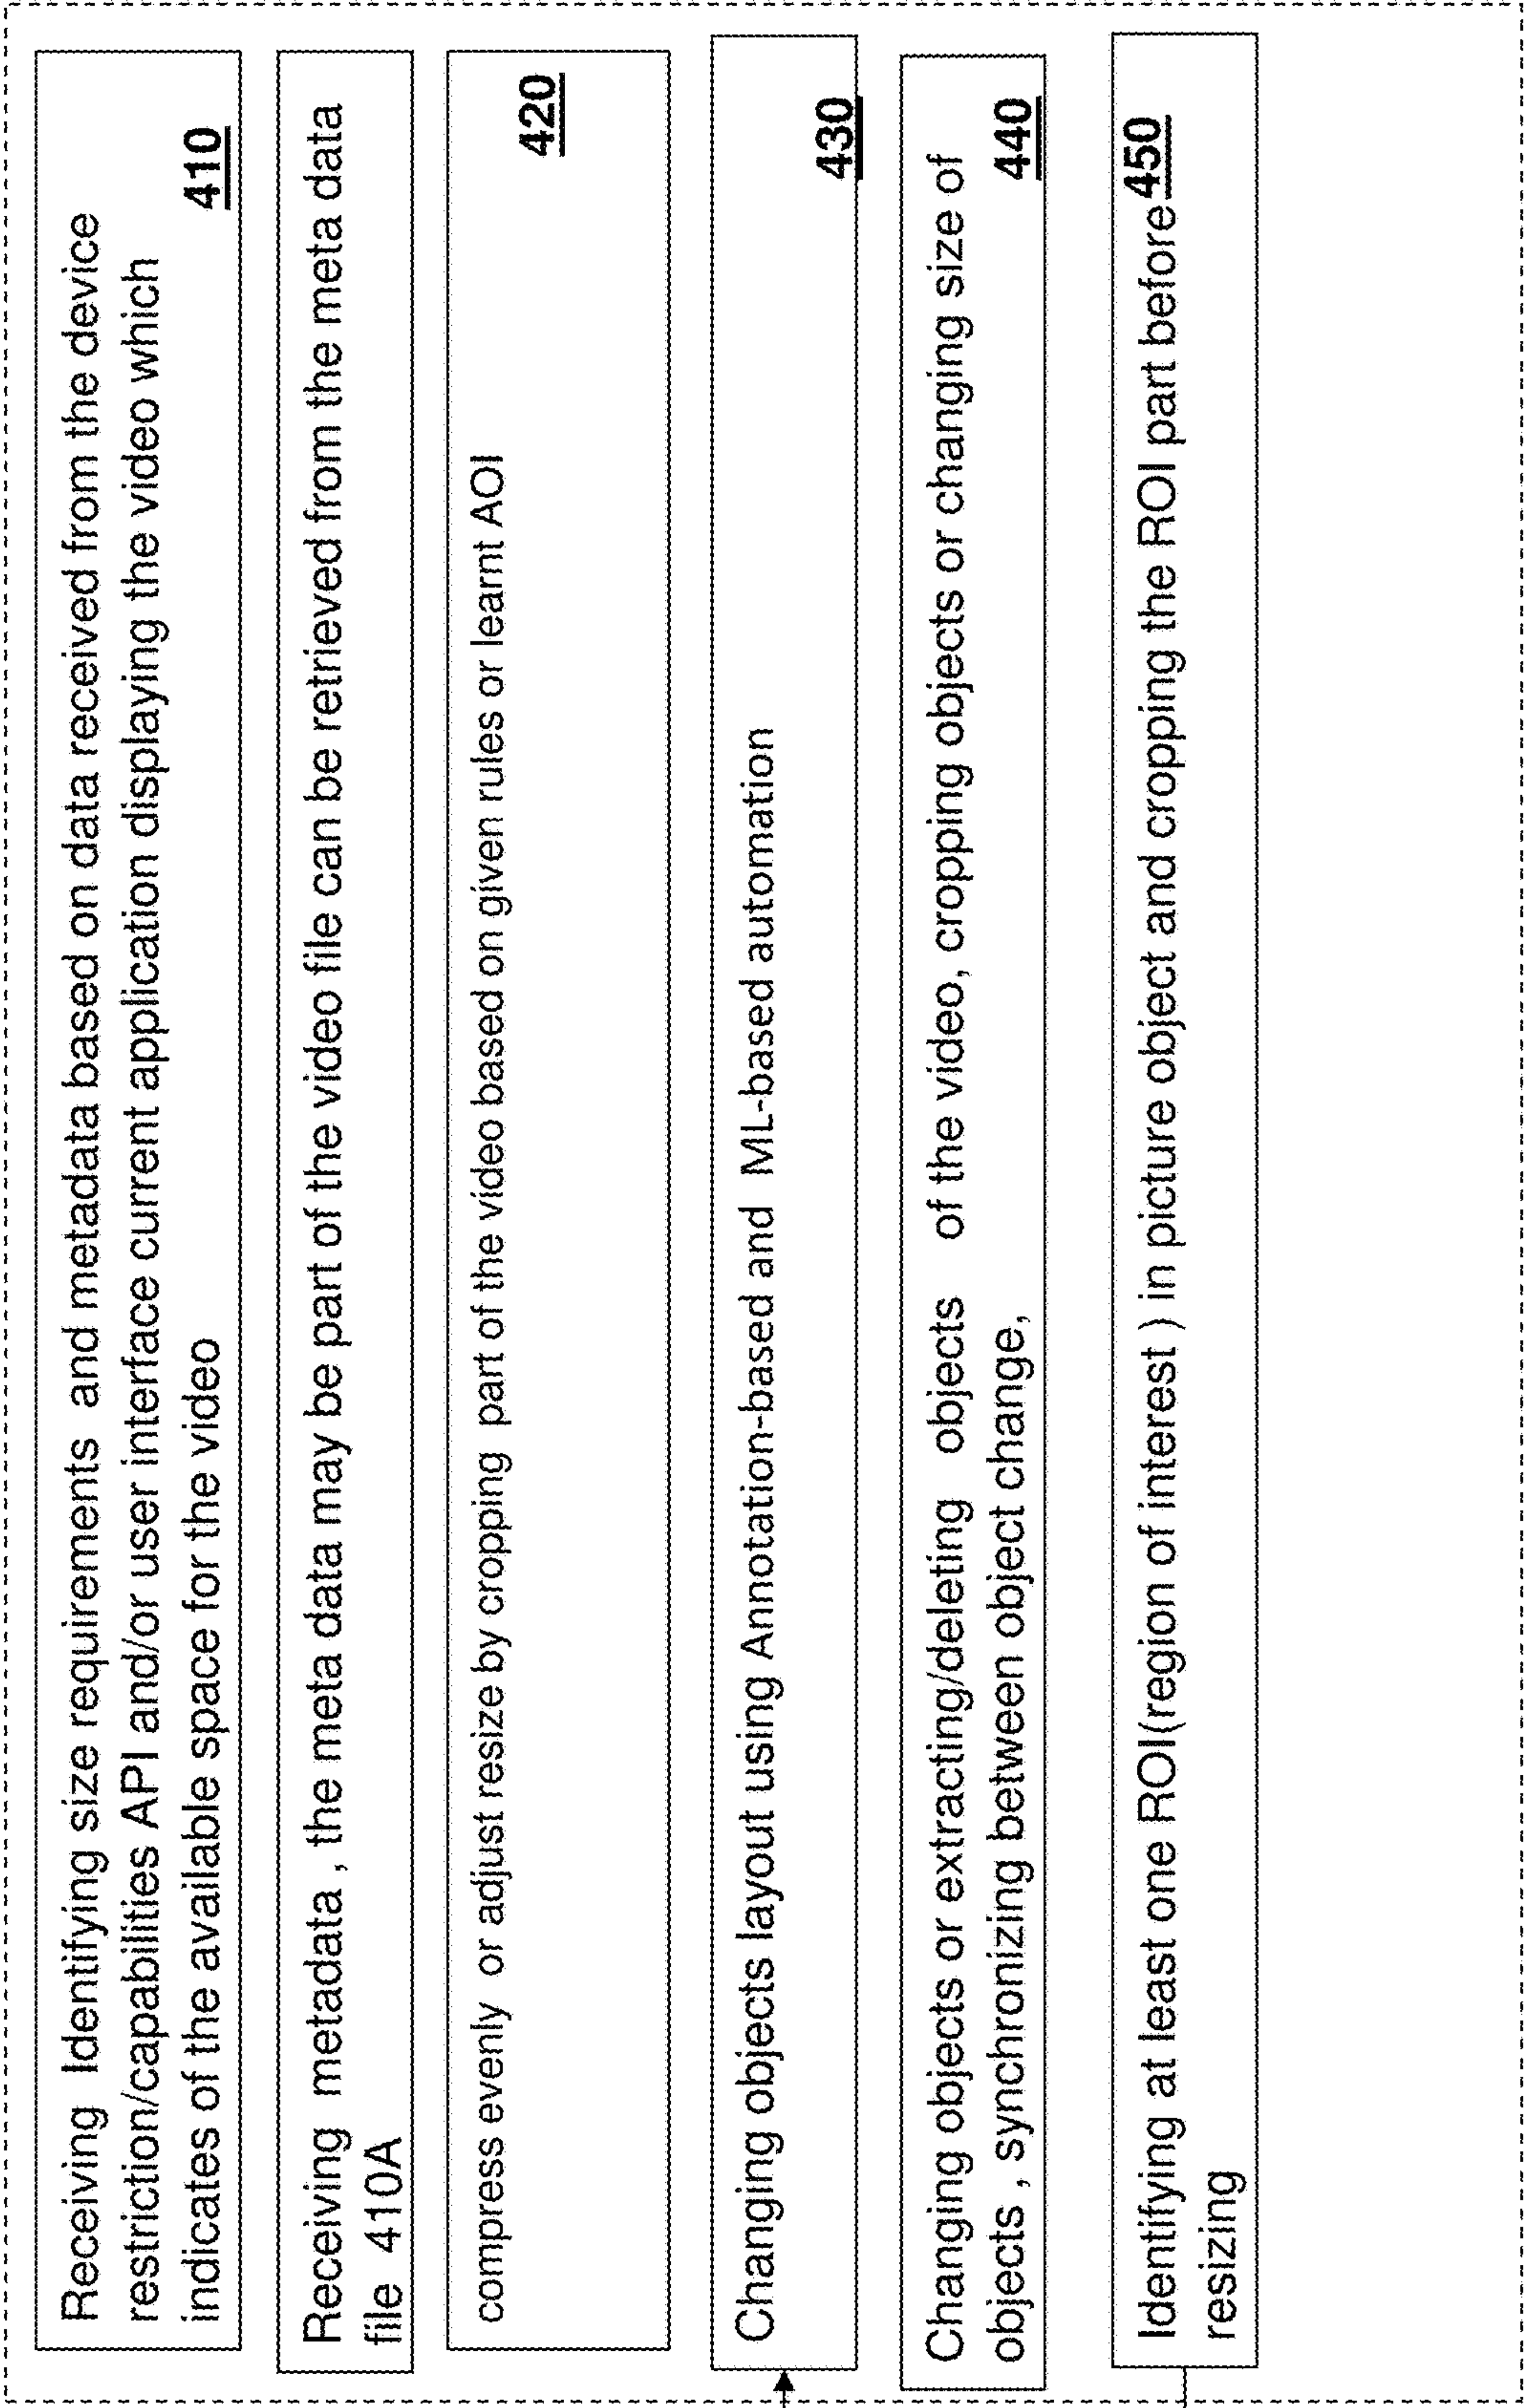 Receiving Identifying size requirements and metadata based on data received from the device
restriction/capabilities API and/or user interface current application displaying the video which
indicates of the available space for the video
410
Receiving metadata , the meta data may be part of the video file can be retrieved from the meta data
file 410A
420
compress evenly or adjust resize by cropping part of the video based on given rules or learnt AOI
Changing objects layout using Annotation-based and ML-based automation
430
Changing objects or extracting/deleting objects of the video, cropping objects or changing size of
objects , synchronizing between object change,
440
Identifying at least one ROI(region of interest ) in picture object and cropping the ROI part before
450
resizing